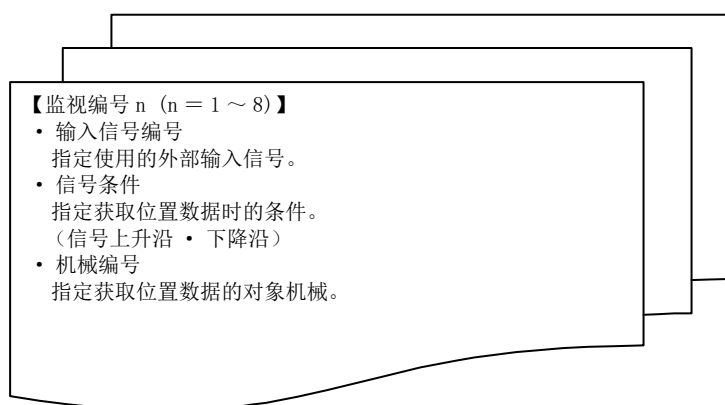 【监视编号 n (n = 1 ～ 8)】
• 输入信号编号
指定使用的外部输入信号。
• 信号条件
指定获取位置数据时的条件。
（信号上升沿 • 下降沿）
• 机械编号
指定获取位置数据的对象机械。